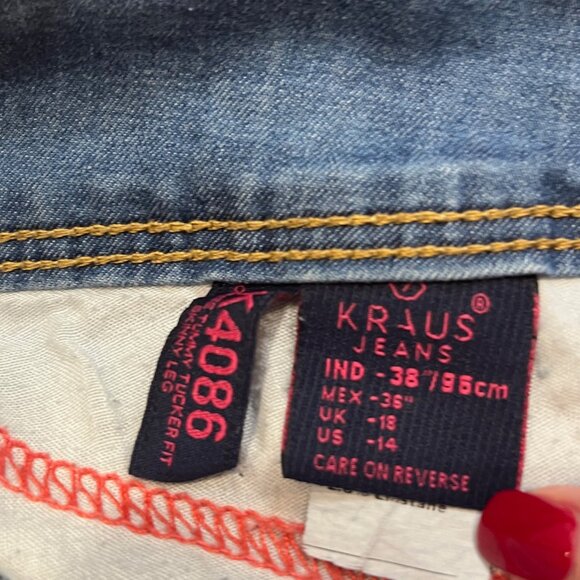 K4086
TUMMY TUCKER FIT
SKINNY LEG
KRAUS
®
JEANS
IND -38"/96cm
MEX -36"
UK -18
US -14
CARE ON REVERSE